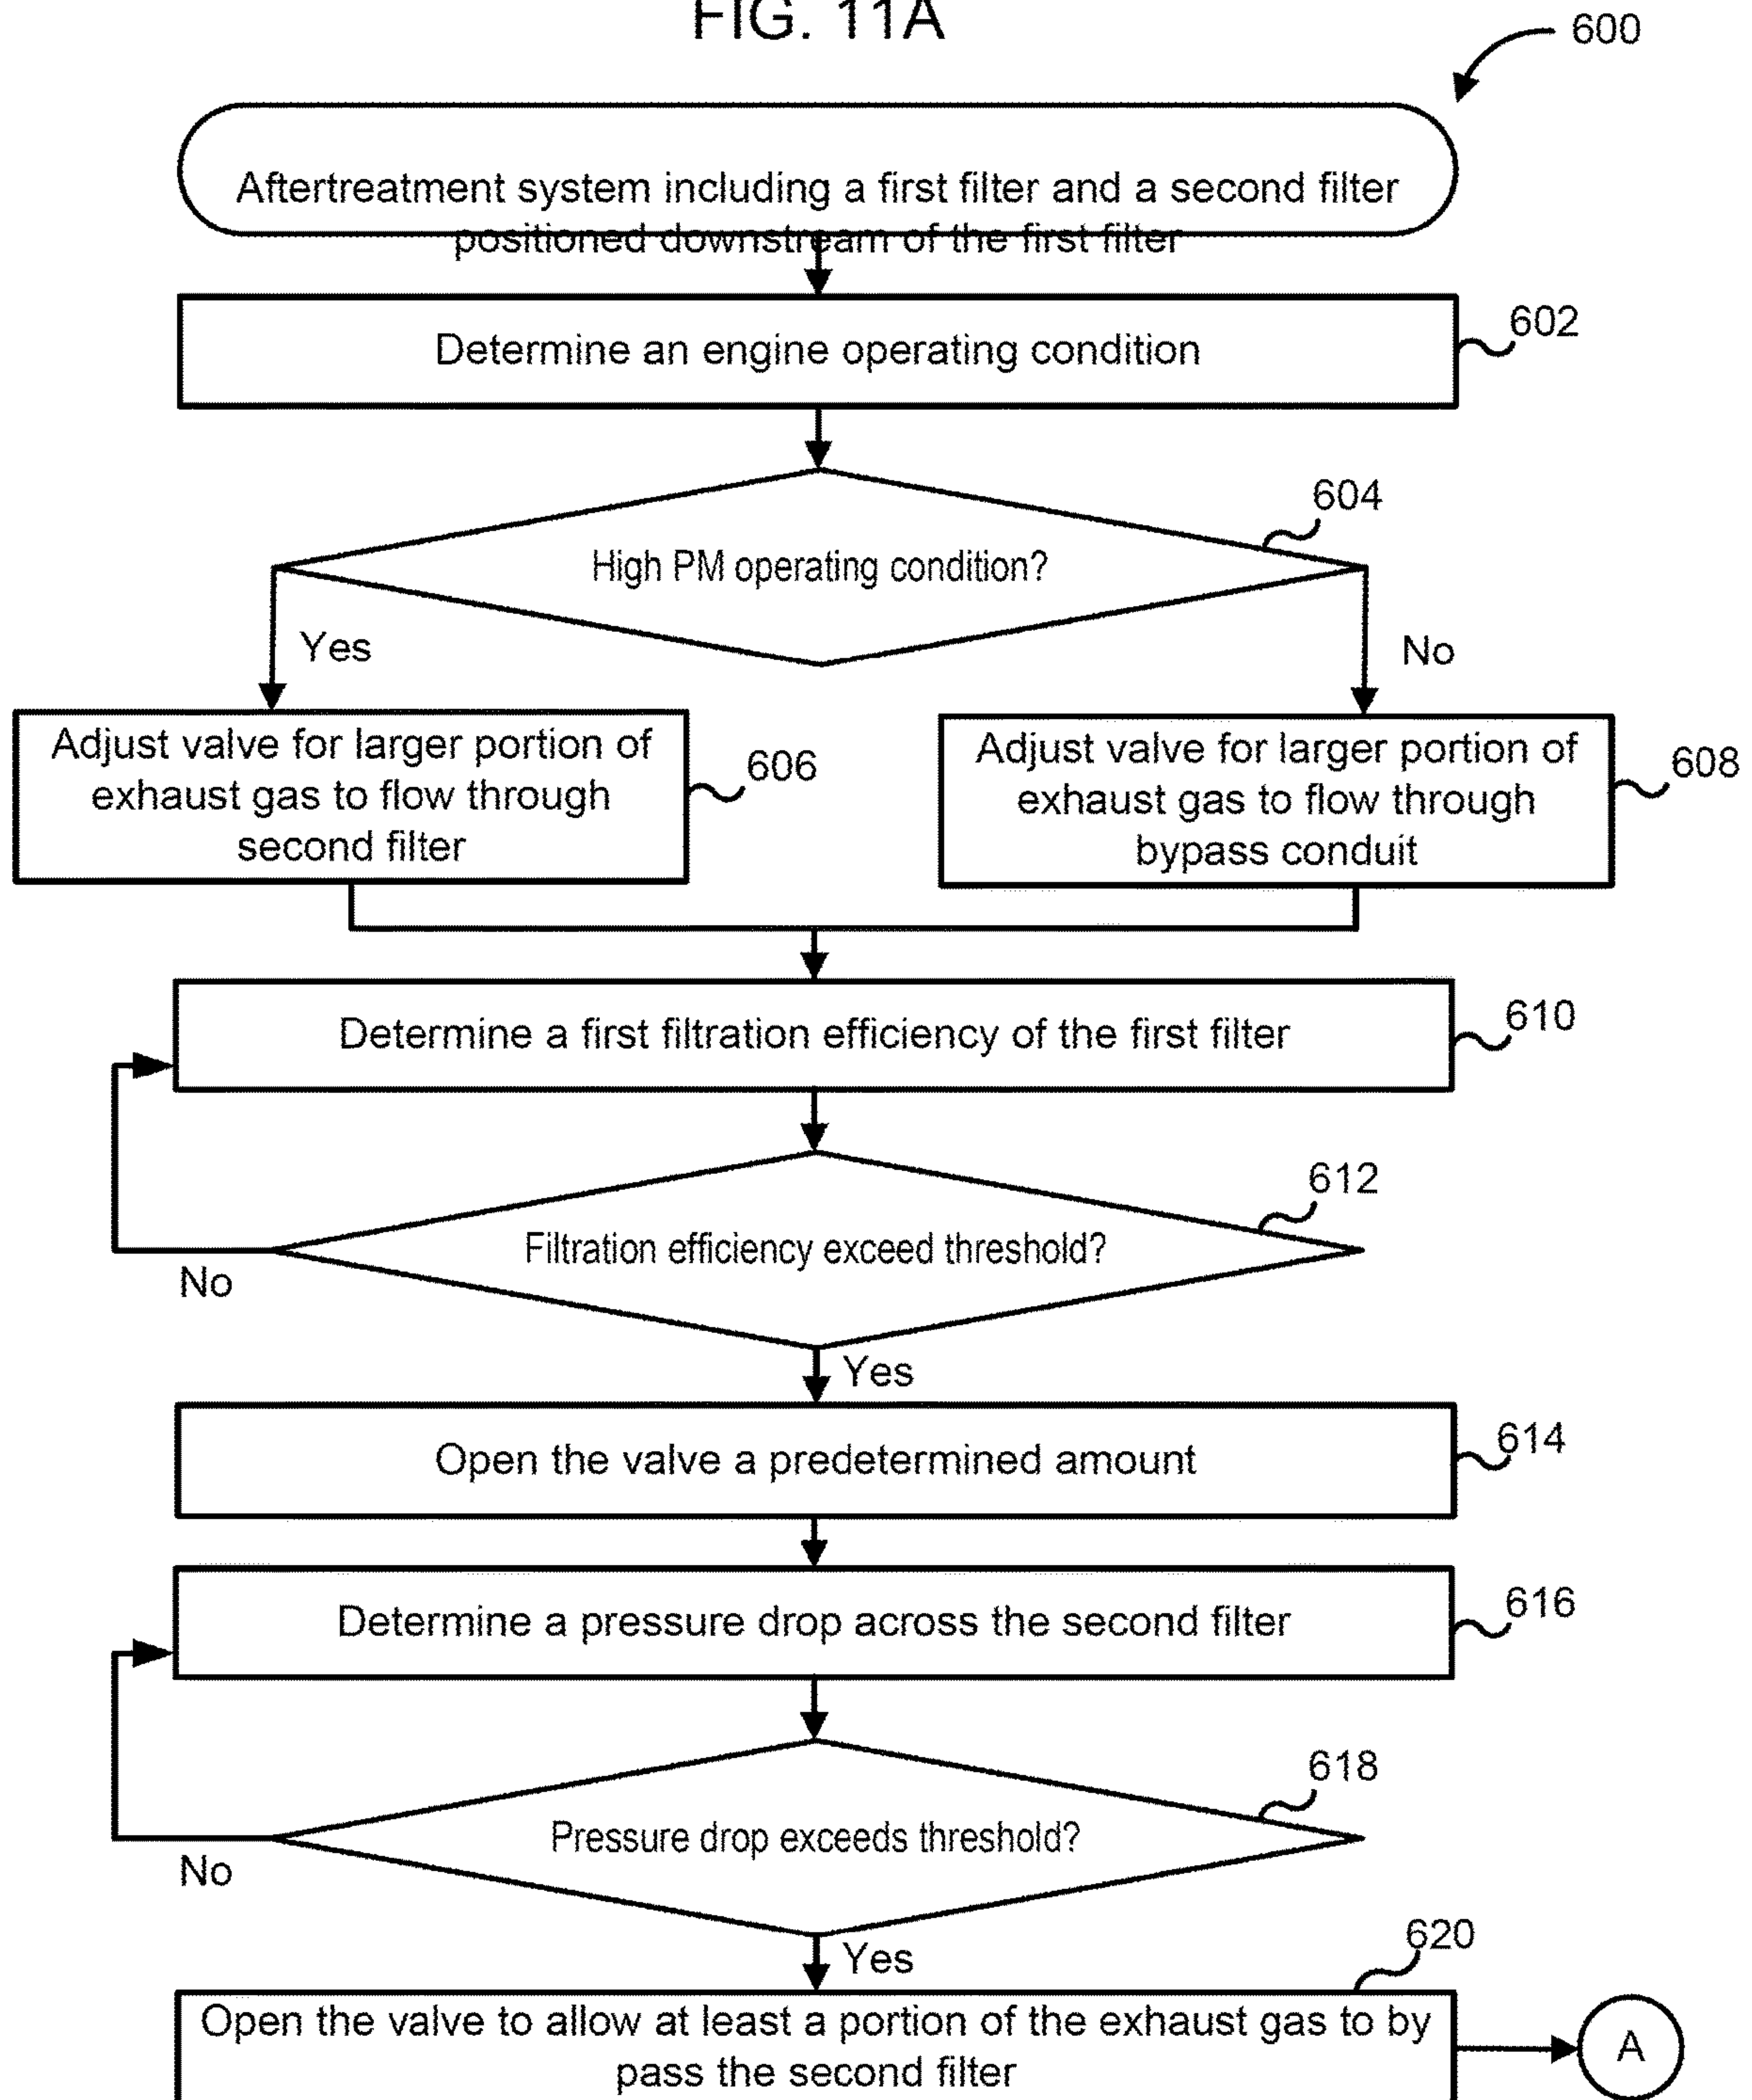 FIG. 11A
600
Aftertreatment system including a first filter and a second filter
positioned downstream of the first filter
Determine an engine operating condition
602
604
High PM operating condition?
Yes
No
Adjust valve for larger portion of
exhaust gas to flow through
second filter
606
Adjust valve for larger portion of
exhaust gas to flow through
bypass conduit
608
Determine a first filtration efficiency of the first filter
610
612
Filtration efficiency exceed threshold?
No
Yes
Open the valve a predetermined amount
614
Determine a pressure drop across the second filter
616
618
Pressure drop exceeds threshold?
No
Yes
620
Open the valve to allow at least a portion of the exhaust gas to by
pass the second filter
A